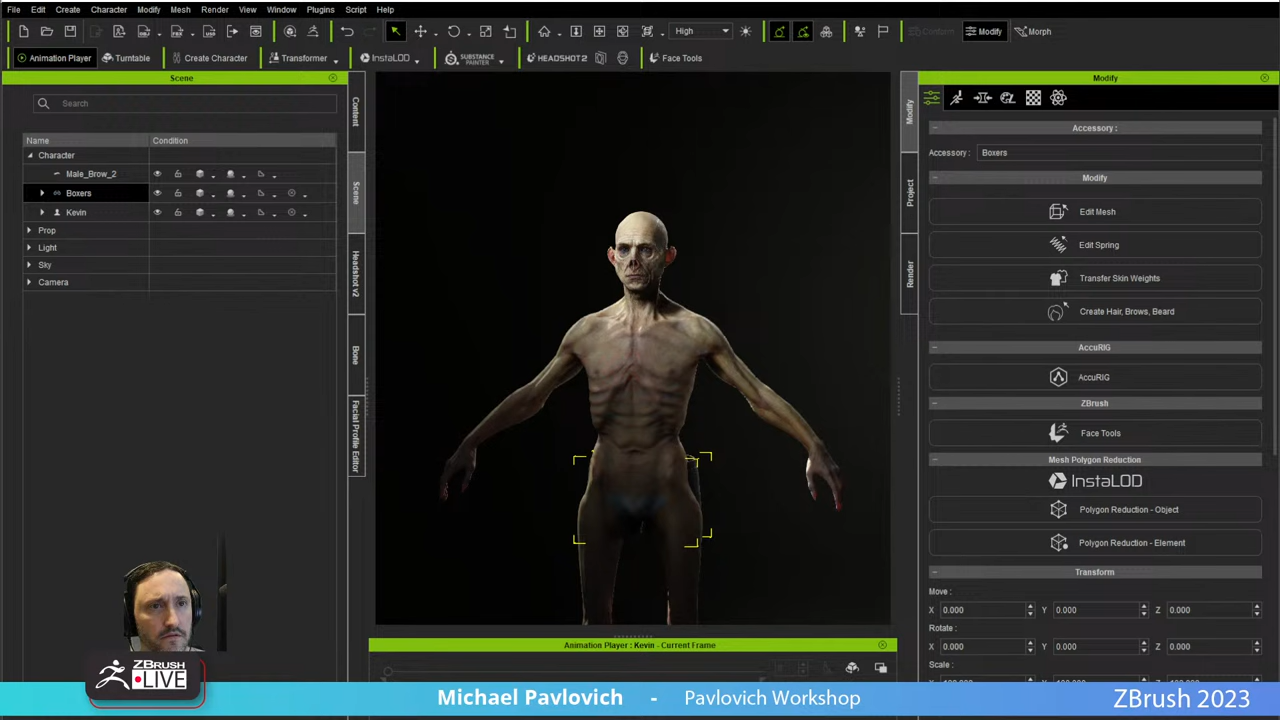 File Edit Create Character Modify Mesh Render View Window Plugins Script Help
High
Modify Morph
Animation Player Turntable Create Character Transformer InstaLOD SUBSTANCE PAINTER HEADSHOT2 Face Tools
Scene
Search
Name Condition
Character
Male_Brow_2
Boxers
Kevin
Prop
Light
Sky
Camera
Content
Scene
Headshot v2
Bone
Facial Profile Editor
Modify
Project
Render
Modify
Accessory :
Accessory: Boxers
Modify
Edit Mesh
Edit Spring
Transfer Skin Weights
Create Hair, Brows, Beard
AccuRIG
AccuRIG
ZBrush
Face Tools
Mesh Polygon Reduction
InstaLOD
Polygon Reduction - Object
Polygon Reduction - Element
Transform
Move :
X 0.000 Y 0.000 Z 0.000
Rotate :
X 0.000 Y 0.000 Z 0.000
Scale :
Animation Player : Kevin - Current Frame
ZBRUSH
LIVE
Michael Pavlovich - Pavlovich Workshop ZBrush 2023